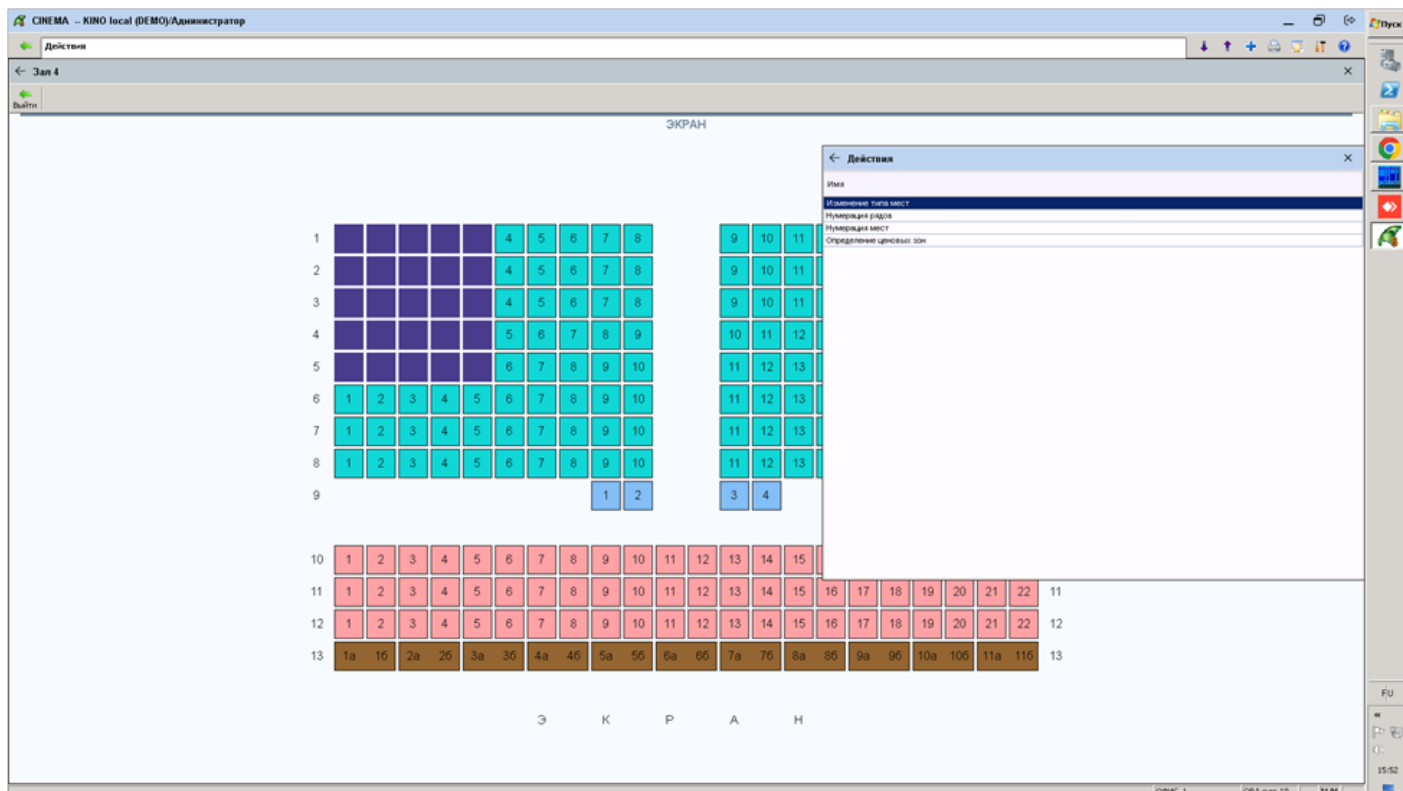 CINEMA – KINO local (DEMO)/Администратор
Пуск
Действия
Зал 4
Выйти
ЭКРАН
Действия
Имя
Изменение типа мест
Нумерация рядов
Нумерация мест
Определение ценовых зон
1 4 5 6 7 8 9 10 11
2 4 5 6 7 8 9 10 11
3 4 5 6 7 8 9 10 11
4 5 6 7 8 9 10 11 12
5 6 7 8 9 10 11 12 13
6 1 2 3 4 5 6 7 8 9 10 11 12 13
7 1 2 3 4 5 6 7 8 9 10 11 12 13
8 1 2 3 4 5 6 7 8 9 10 11 12 13
9 1 2 3 4
10 1 2 3 4 5 6 7 8 9 10 11 12 13 14 15
11 1 2 3 4 5 6 7 8 9 10 11 12 13 14 15 16 17 18 19 20 21 22 11
12 1 2 3 4 5 6 7 8 9 10 11 12 13 14 15 16 17 18 19 20 21 22 12
13 1а 1б 2а 2б 3а 3б 4а 4б 5а 5б 6а 6б 7а 7б 8а 8б 9а 9б 10а 10б 11а 11б 13
Э К Р А Н
15:52